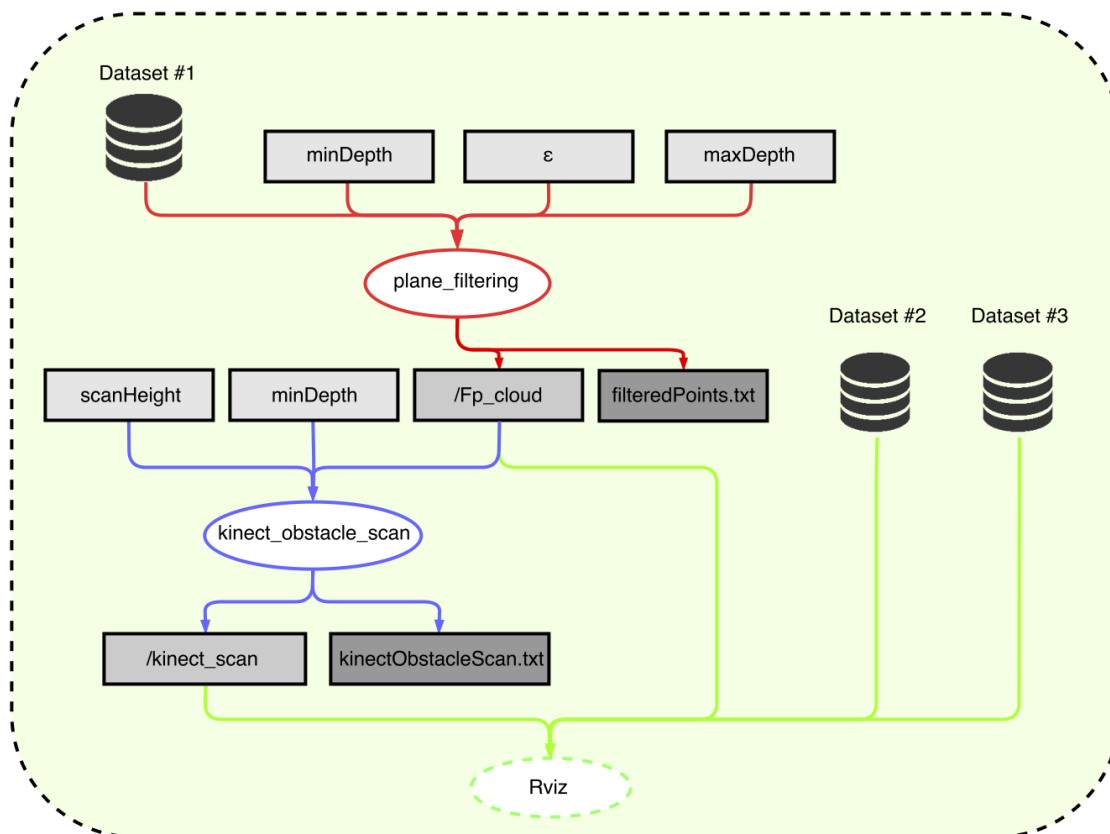 Dataset #1
minDepth
ε
maxDepth
plane_filtering
Dataset #2
Dataset #3
scanHeight
minDepth
/Fp_cloud
filteredPoints.txt
kinect_obstacle_scan
/kinect_scan
kinectObstacleScan.txt
Rviz